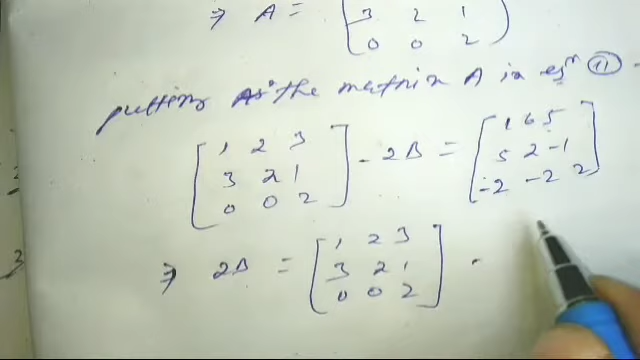 ⇒ A = [3 2 1
0 0 2]
putting the matrix A in eqⁿ (11)
[1 2 3
3 2 1
0 0 2] - 2B = [1 6 5
5 2 -1
-2 -2 2]
⇒ 2B = [1 2 3
3 2 1
0 0 2] -